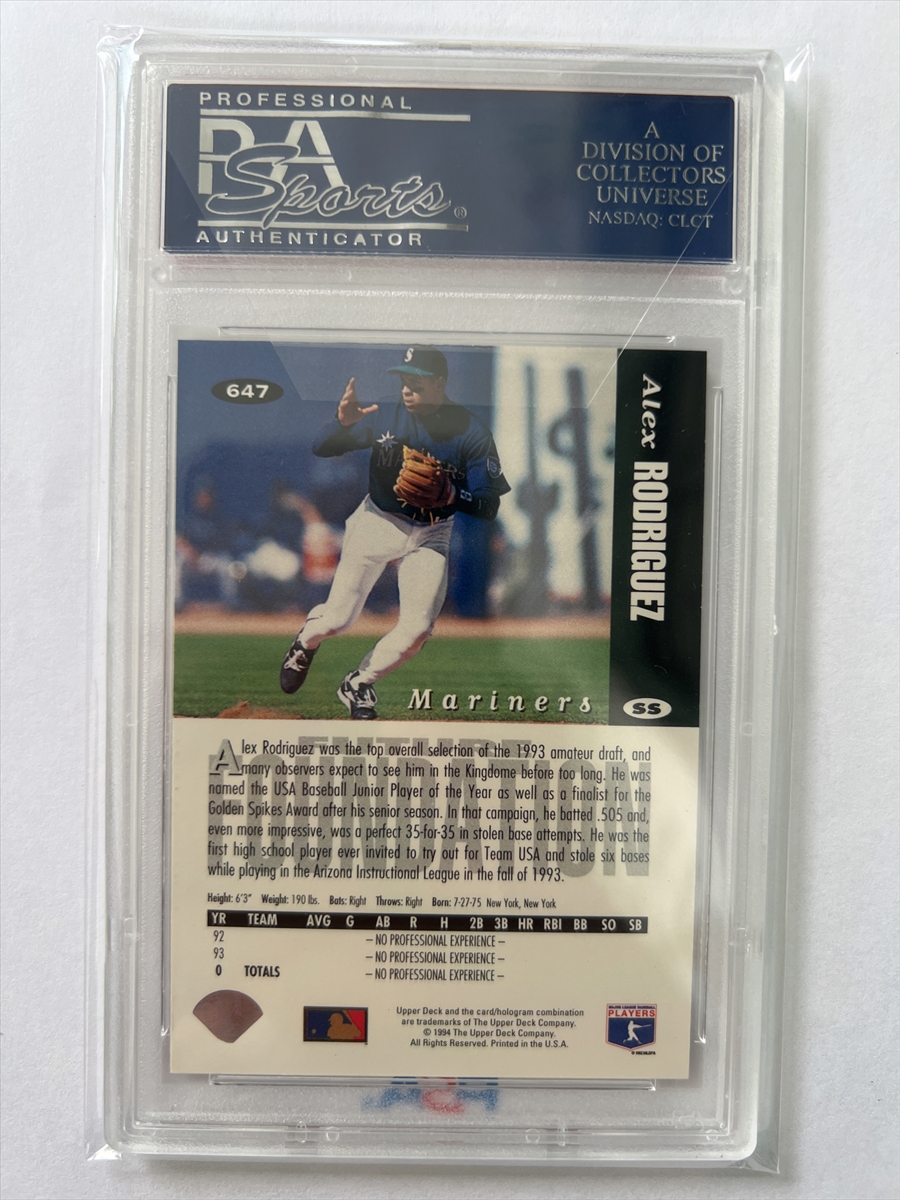 PROFESSIONAL
PSA
Sports®
AUTHENTICATOR
A
DIVISION OF
COLLECTORS
UNIVERSE
NASDAQ: CLCT
647
S
MARINERS
Alex RODRIGUEZ
Mariners
SS
FUTURE
FOUNDATION
Alex Rodriguez was the top overall selection of the 1993 amateur draft, and
many observers expect to see him in the Kingdome before too long. He was
named the USA Baseball Junior Player of the Year as well as a finalist for the
Golden Spikes Award after his senior season. In that campaign, he batted .505 and,
even more impressive, was a perfect 35-for-35 in stolen base attempts. He was the
first high school player ever invited to try out for Team USA and stole six bases
while playing in the Arizona Instructional League in the fall of 1993.
Height: 6'3" Weight: 190 lbs. Bats: Right Throws: Right Born: 7-27-75 New York, New York
YR TEAM AVG G AB R H 2B 3B HR RBI BB SO SB
92 – NO PROFESSIONAL EXPERIENCE –
93 – NO PROFESSIONAL EXPERIENCE –
0 TOTALS – NO PROFESSIONAL EXPERIENCE –
Upper Deck and the card/hologram combination
are trademarks of The Upper Deck Company.
© 1994 The Upper Deck Company.
All Rights Reserved. Printed in the U.S.A.
MAJOR LEAGUE BASEBALL
PLAYERS